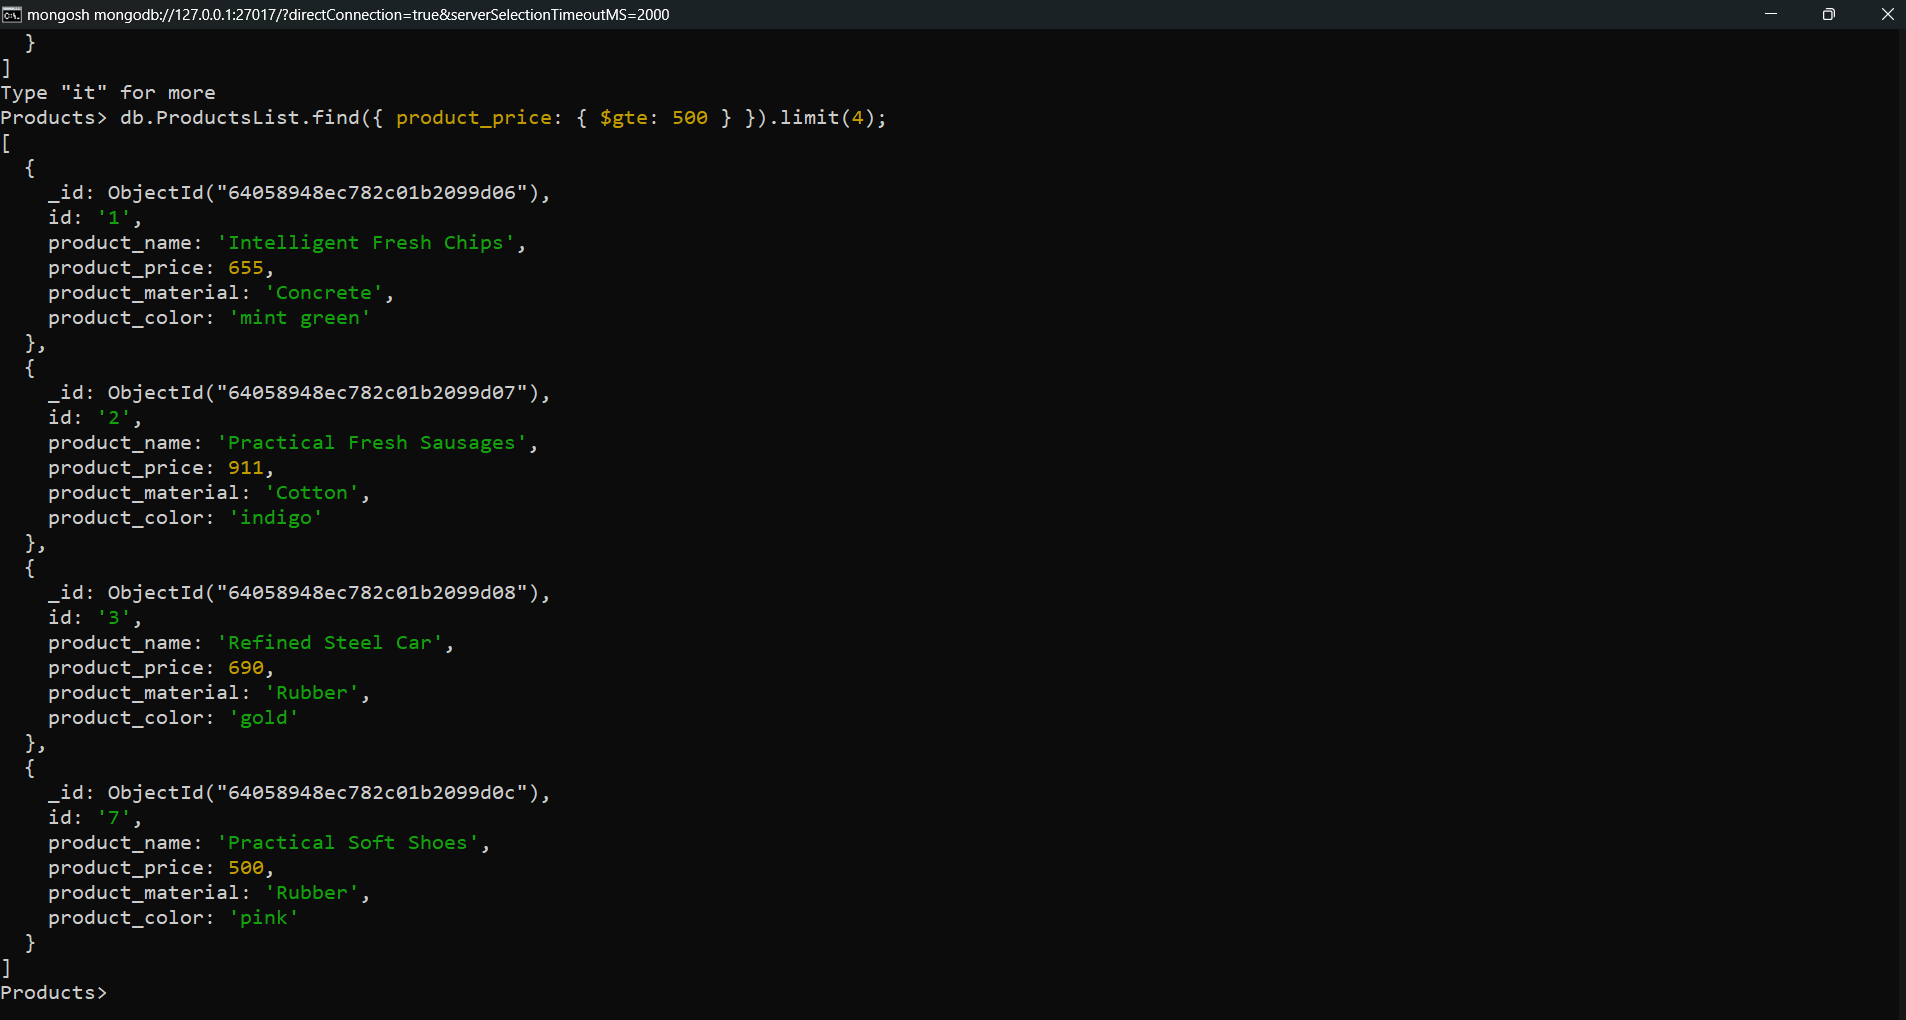 mongosh mongodb://127.0.0.1:27017/?directConnection=true&serverSelectionTimeoutMS=2000
  }
]
Type "it" for more
Products> db.ProductsList.find({ product_price: { $gte: 500 } }).limit(4);
[
  {
    _id: ObjectId("64058948ec782c01b2099d06"),
    id: '1',
    product_name: 'Intelligent Fresh Chips',
    product_price: 655,
    product_material: 'Concrete',
    product_color: 'mint green'
  },
  {
    _id: ObjectId("64058948ec782c01b2099d07"),
    id: '2',
    product_name: 'Practical Fresh Sausages',
    product_price: 911,
    product_material: 'Cotton',
    product_color: 'indigo'
  },
  {
    _id: ObjectId("64058948ec782c01b2099d08"),
    id: '3',
    product_name: 'Refined Steel Car',
    product_price: 690,
    product_material: 'Rubber',
    product_color: 'gold'
  },
  {
    _id: ObjectId("64058948ec782c01b2099d0c"),
    id: '7',
    product_name: 'Practical Soft Shoes',
    product_price: 500,
    product_material: 'Rubber',
    product_color: 'pink'
  }
]
Products>